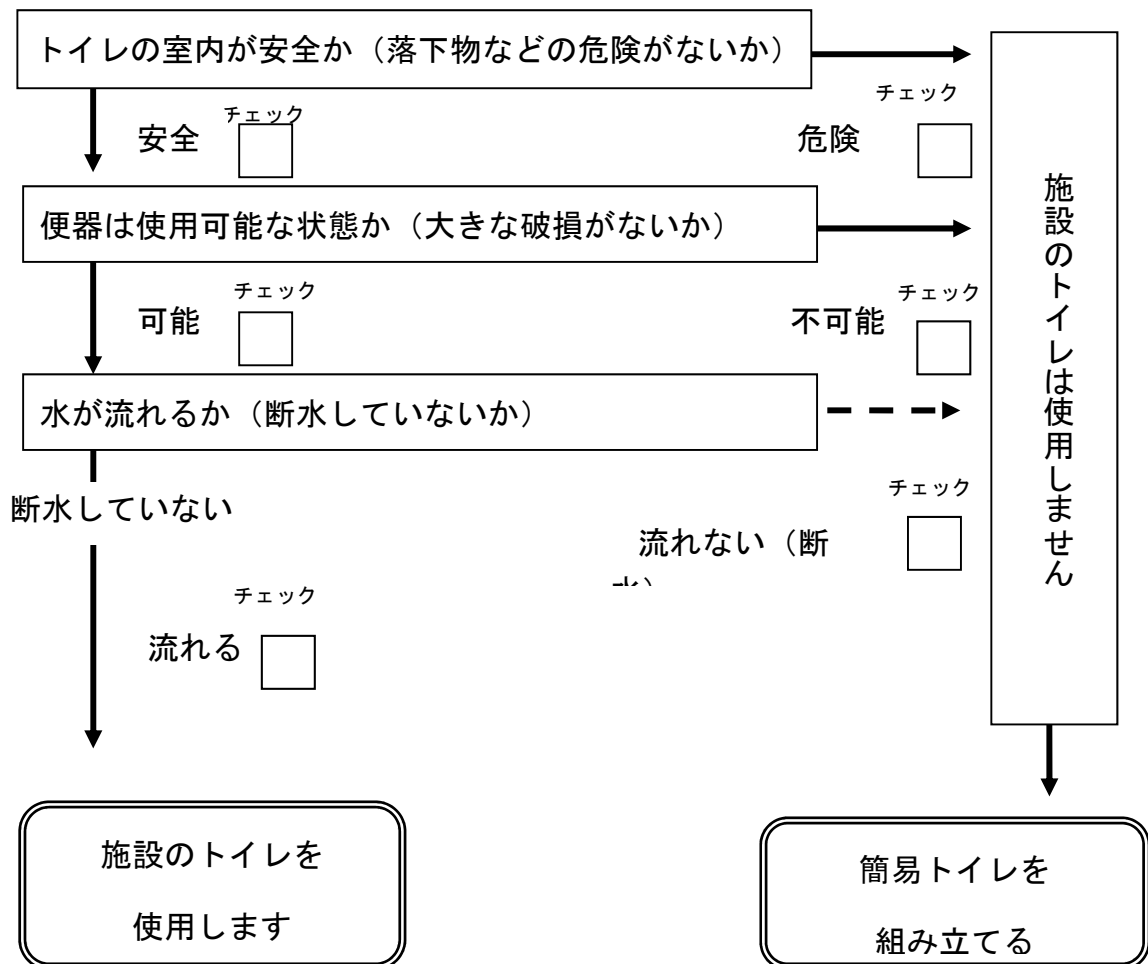 トイレの室内が安全か（落下物などの危険がないか）
チェック
安全
チェック
危険
便器は使用可能な状態か（大きな破損がないか）
チェック
可能
チェック
不可能
水が流れるか（断水していないか）
断水していない
チェック
流れない（断
チェック
流れる
施設のトイレは使用しません
施設のトイレを
使用します
簡易トイレを
組み立てる